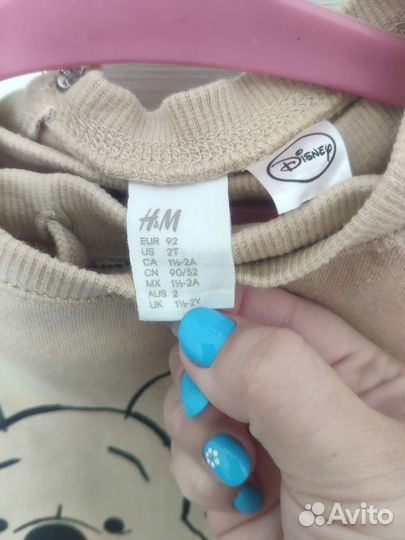 Disney
H&M
EUR 92
US 2T
CA 1½-2A
CN 90/52
MX 1½-2A
AUS 2
UK 1½-2Y
Avito